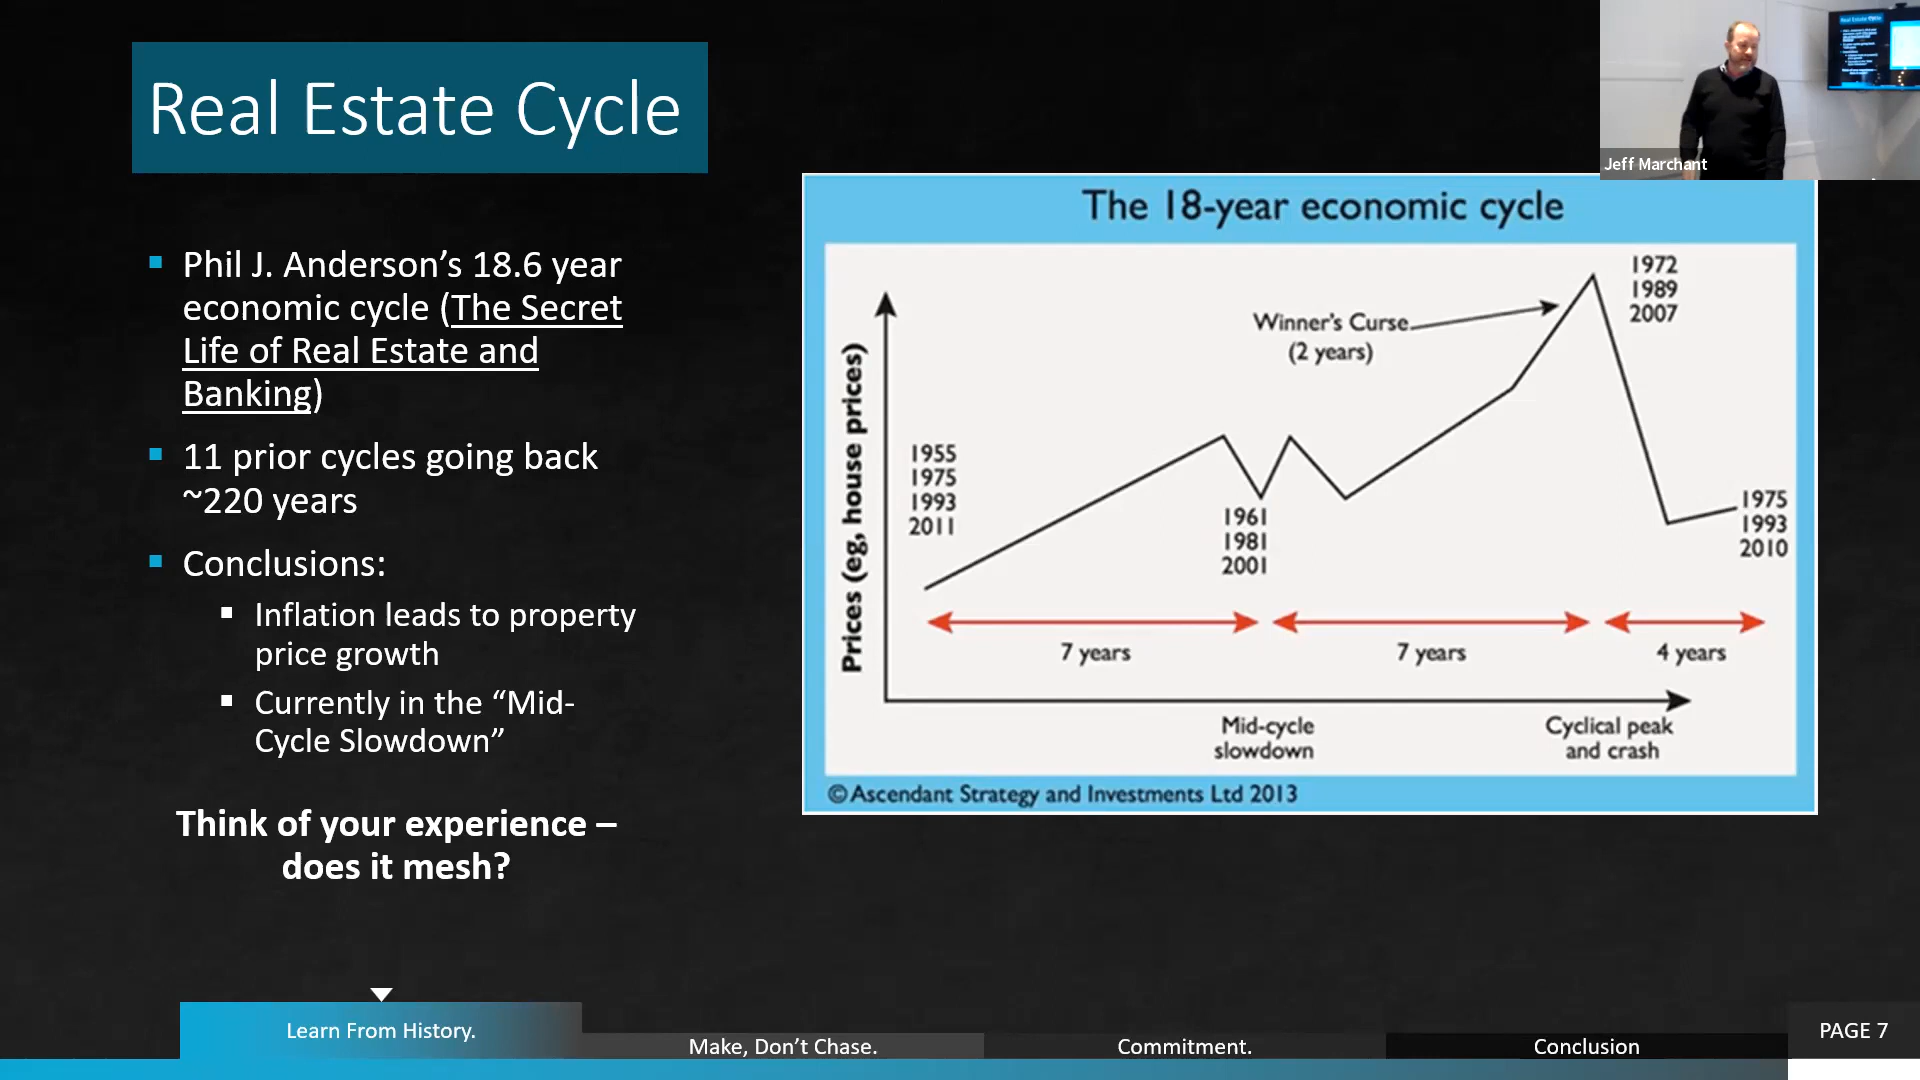 Real Estate Cycle
Jeff Marchant
Phil J. Anderson’s 18.6 year
economic cycle (The Secret
Life of Real Estate and
Banking)
11 prior cycles going back
~220 years
Conclusions:
Inflation leads to property
price growth
Currently in the “Mid-
Cycle Slowdown”
Think of your experience –
does it mesh?
The 18-year economic cycle
Prices (eg, house prices)
1955
1975
1993
2011
1961
1981
2001
Winner’s Curse
(2 years)
1972
1989
2007
1975
1993
2010
7 years
7 years
4 years
Mid-cycle
slowdown
Cyclical peak
and crash
© Ascendant Strategy and Investments Ltd 2013
Learn From History.
Make, Don’t Chase.
Commitment.
Conclusion
PAGE 7